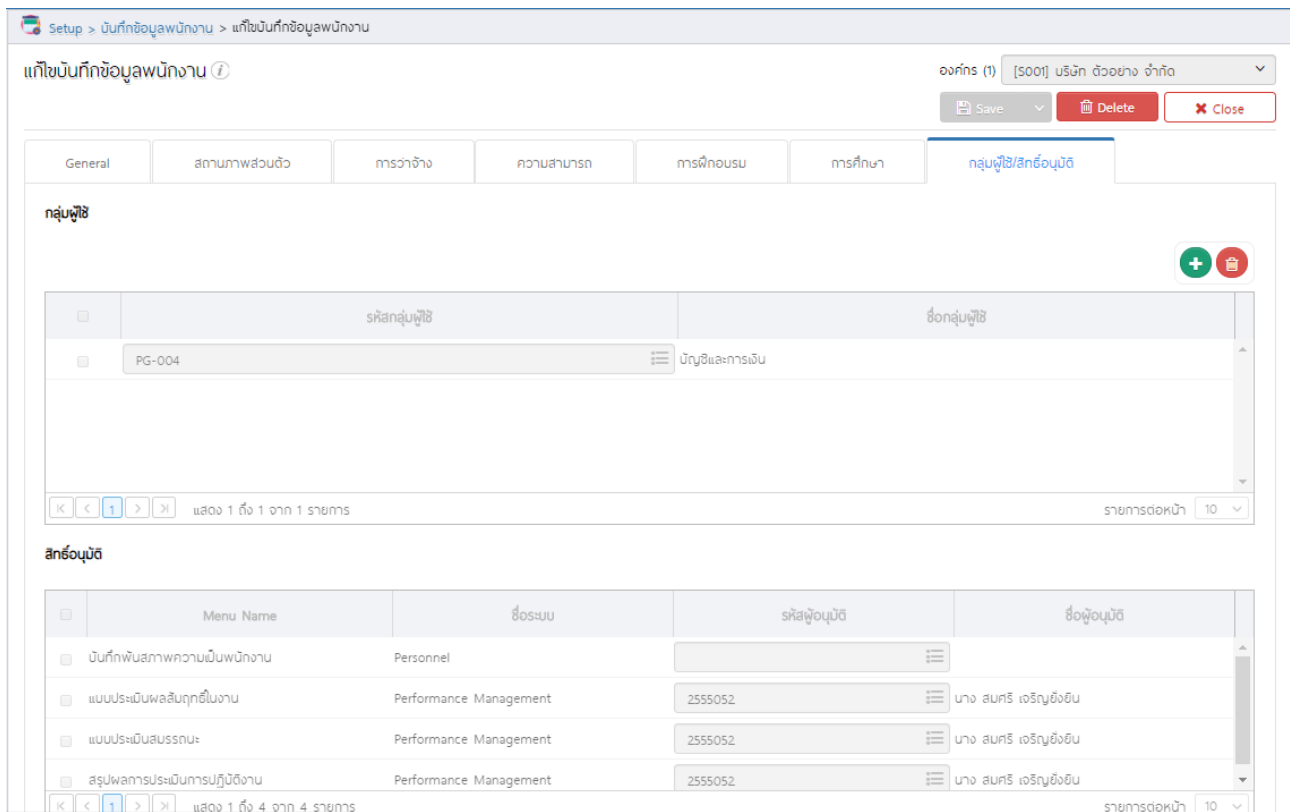 Setup > บันทึกข้อมูลพนักงาน > แก้ไขบันทึกข้อมูลพนักงาน
แก้ไขบันทึกข้อมูลพนักงาน i
องค์กร (1) [S001] บริษัท ตัวอย่าง จำกัด
Save Delete Close
General สถานภาพส่วนตัว การว่าจ้าง ความสามารถ การฝึกอบรม การศึกษา กลุ่มผู้ใช้/สิทธิ์อนุมัติ
กลุ่มผู้ใช้
รหัสกลุ่มผู้ใช้ ชื่อกลุ่มผู้ใช้
PG-004 บัญชีและการเงิน
1 แสดง 1 ถึง 1 จาก 1 รายการ รายการต่อหน้า 10
สิทธิ์อนุมัติ
Menu Name ชื่อระบบ รหัสผู้อนุมัติ ชื่อผู้อนุมัติ
บันทึกพ้นสภาพความเป็นพนักงาน Personnel
แบบประเมินผลสัมฤทธิ์ในงาน Performance Management 2555052 นาง สมศรี เจริญยั่งยืน
แบบประเมินสมรรถนะ Performance Management 2555052 นาง สมศรี เจริญยั่งยืน
สรุปผลการประเมินการปฏิบัติงาน Performance Management 2555052 นาง สมศรี เจริญยั่งยืน
1 แสดง 1 ถึง 4 จาก 4 รายการ รายการต่อหน้า 10